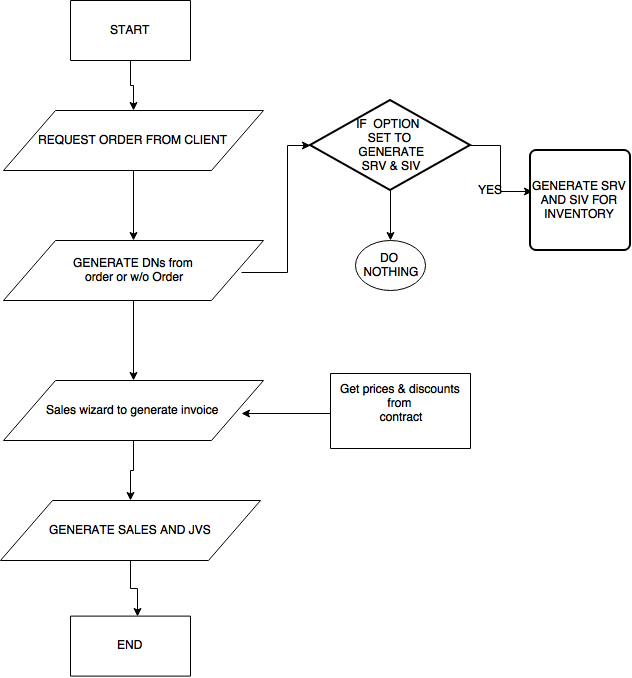 START
REQUEST ORDER FROM CLIENT
IF OPTION
SET TO
GENERATE
SRV & SIV
YES
GENERATE SRV
AND SIV FOR
INVENTORY
GENERATE DNs from
order or w/o Order
DO
NOTHING
Sales wizard to generate invoice
Get prices & discounts
from
contract
GENERATE SALES AND JVS
END